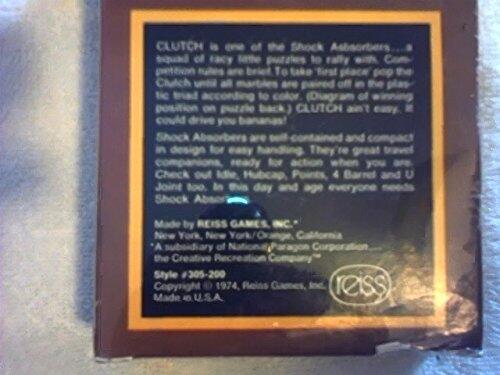 CLUTCH is one of the Shock Asbsorbers...a
squad of racy little puzzles to rally with. Com-
petition rules are brief. To take 'first place' pop the
Clutch until all marbles are paired off in the plas-
tic triad according to color. (Diagram of winning
position on puzzle back.) CLUTCH ain't easy. It
could drive you bananas!
Shock Absorbers are self-contained and compact
in design for easy handling. They're great travel
companions, ready for action when you are.
Check out Idle, Hubcap, Points, 4 Barrel and U
Joint too. In this day and age everyone needs
Shock
Made by REISS GAMES, INC.
New York, New York/Orange, California
A subsidiary of National Paragon Corporation
the Creative Recreation Company™
Style #305-200
Copyright © 1974, Reiss Games, Inc.
Made in U.S.A.
reiss